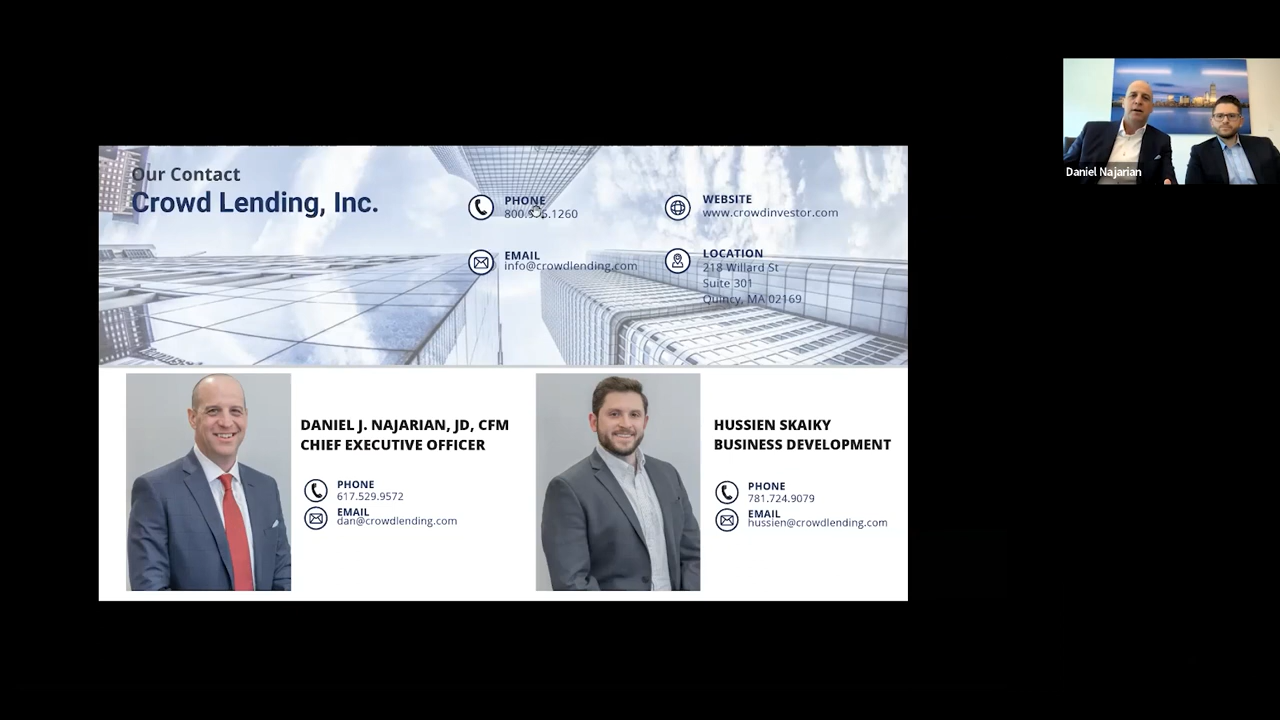 Our Contact
Crowd Lending, Inc.
PHONE
EMAIL
info@crowdlending.com
WEBSITE
www.crowdinvestor.com
LOCATION
218 Willard St
Suite 301
Quincy, MA 02169
DANIEL J. NAJARIAN, JD, CFM
CHIEF EXECUTIVE OFFICER
PHONE
617.529.9572
EMAIL
dan@crowdlending.com
HUSSIEN SKAIKY
BUSINESS DEVELOPMENT
PHONE
781.724.9079
EMAIL
hussien@crowdlending.com
Daniel Najarian